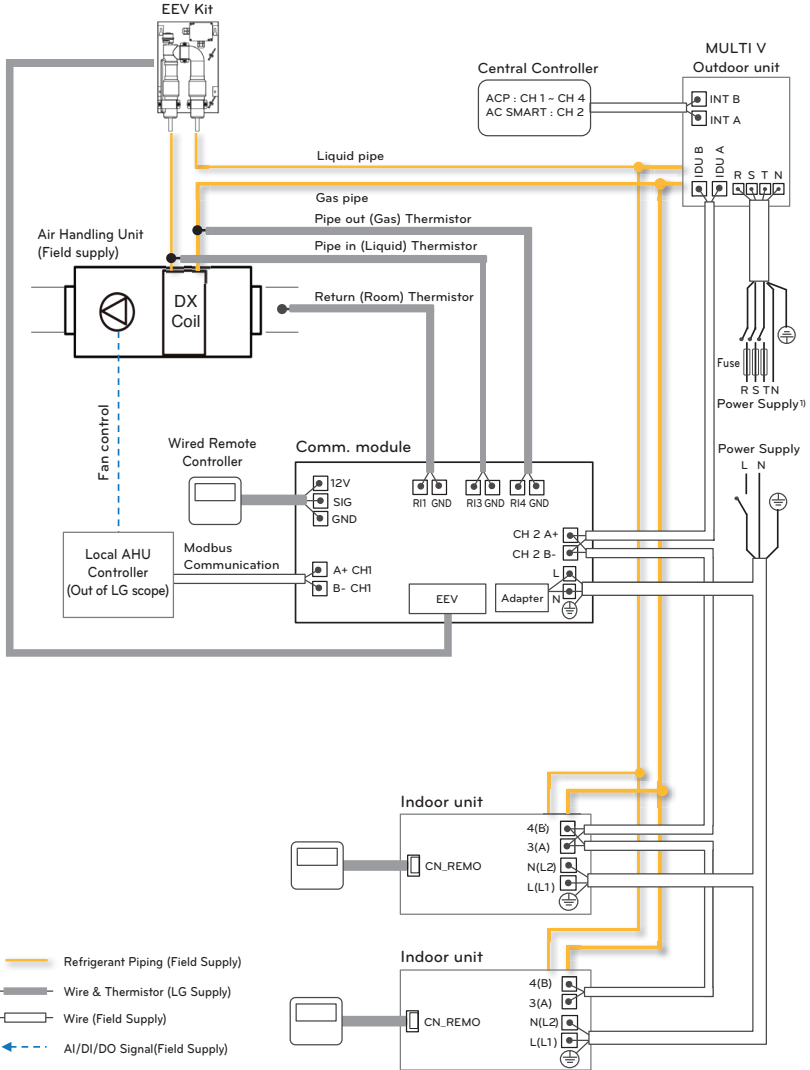 EEV Kit
MULTI V
Outdoor unit
Central Controller
ACP : CH 1 ~ CH 4
AC SMART : CH 2
INT B
INT A
IDU B
IDU A
R S T N
Liquid pipe
Gas pipe
Pipe out (Gas) Thermistor
Pipe in (Liquid) Thermistor
Return (Room) Thermistor
Air Handling Unit
(Field supply)
DX
Coil
Fuse
R S T N
Power Supply1)
Fan control
Wired Remote
Controller
Comm. module
Power Supply
L N
12V
SIG
GND
RI1 GND
RI3 GND
RI4 GND
CH 2 A+
CH 2 B-
Local AHU
Controller
(Out of LG scope)
Modbus
Communication
A+ CH1
B- CH1
EEV
Adapter
L
N
Indoor unit
4(B)
3(A)
CN_REMO
N(L2)
L(L1)
Indoor unit
4(B)
3(A)
CN_REMO
N(L2)
L(L1)
Refrigerant Piping (Field Supply)
Wire & Thermistor (LG Supply)
Wire (Field Supply)
AI/DI/DO Signal(Field Supply)